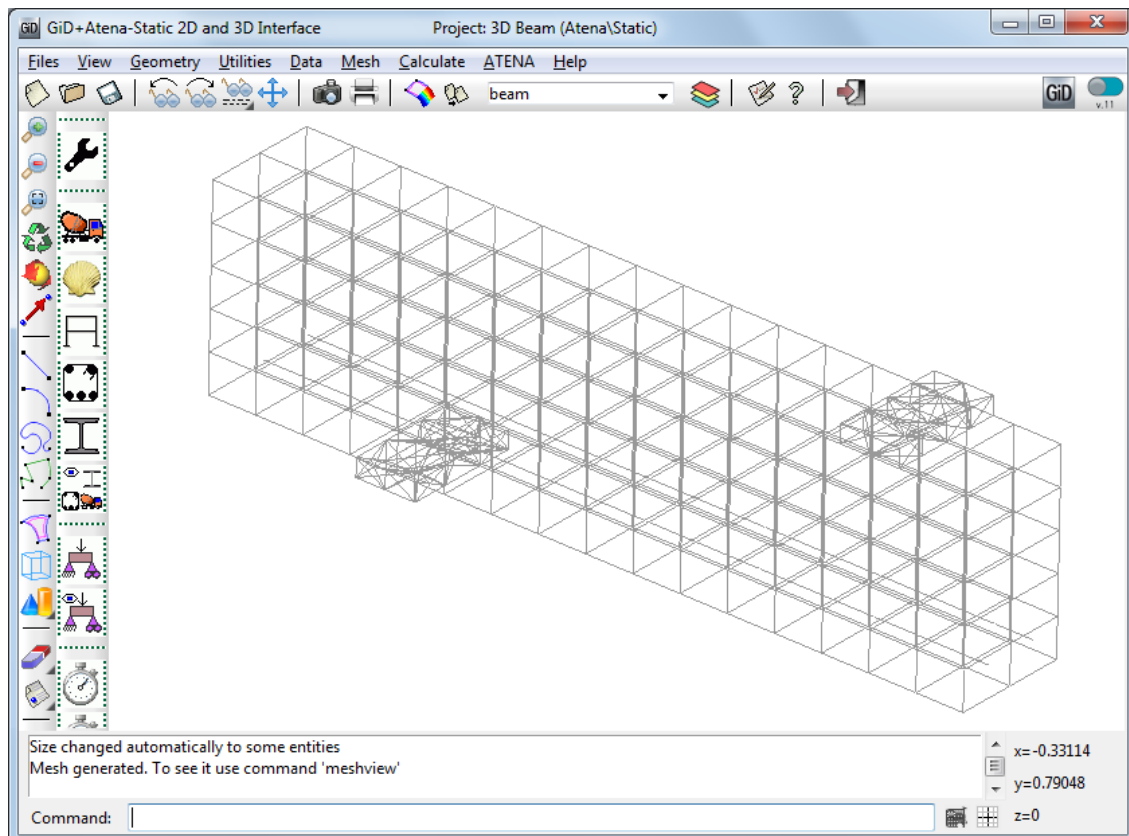 GiD GiD+Atena-Static 2D and 3D Interface Project: 3D Beam (Atena\Static)
Files View Geometry Utilities Data Mesh Calculate ATENA Help
beam GiD
v.11
Size changed automatically to some entities
Mesh generated. To see it use command 'meshview'
x=-0.33114
y=0.79048
Command: z=0